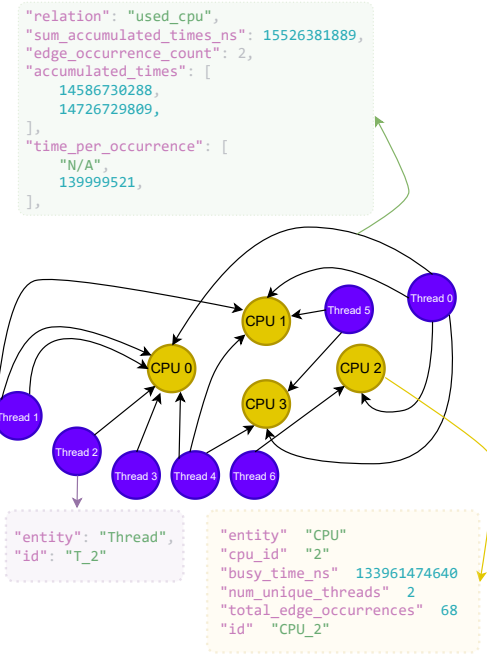 "relation": "used_cpu",
"sum_accumulated_times_ns": 15526381889,
"edge_occurrence_count": 2,
"accumulated_times": [
14586730288,
14726729809,
],
"time_per_occurrence": [
"N/A",
139999521,
],
Thread 0
Thread 5
CPU 1
CPU 0
CPU 2
CPU 3
Thread 1
Thread 2
Thread 3
Thread 4
Thread 6
"entity": "Thread",
"id": "T_2"
"entity" "CPU"
"cpu_id" "2"
"busy_time_ns" 133961474640
"num_unique_threads" 2
"total_edge_occurrences" 68
"id" "CPU_2"